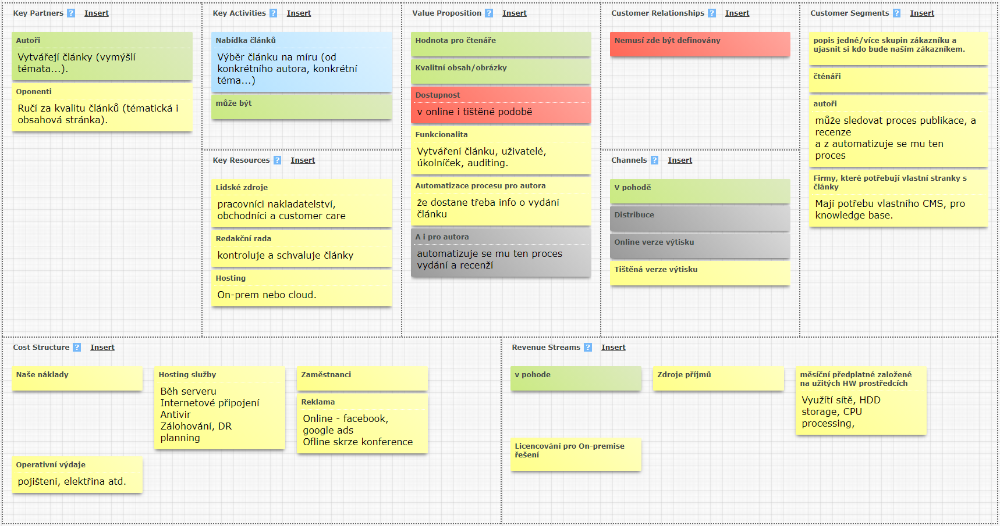 Key Partners ? Insert
Autoři
Vytvářejí články (vymýšlí
témata...).
Oponenti
Ručí za kvalitu článků (tématická i
obsahová stránka).
Key Activities ? Insert
Nabídka článků
Výběr článku na míru (od
konkrétního autora, konkrétní
téma...)
může být
Key Resources ? Insert
Lidské zdroje
pracovníci nakladatelství,
obchodníci a customer care
Redakční rada
kontroluje a schvaluje články
Hosting
On-prem nebo cloud.
Value Proposition ? Insert
Hodnota pro čtenáře
Kvalitní obsah/obrázky
Dostupnost
v online i tištěné podobě
Funkcionalita
Vytváření článku, uživatelé,
úkolníček, auditing.
Automatizace procesu pro autora
že dostane třeba info o vydání
článku
A i pro autora
automatizuje se mu ten proces
vydání a recenží
Customer Relationships ? Insert
Nemusí zde být definovány
Channels ? Insert
V pohodě
Distribuce
Online verze výtisku
Tištěná verze výtisku
Customer Segments ? Insert
popis jedné/více skupin zákazníku a
ujasnit si kdo bude naším zákazníkem.
čténáři
autoři
může sledovat proces publikace, a
recenze
a z automatizuje se mu ten
proces
Firmy, které potřebují vlastní stranky s
články
Mají potřebu vlastního CMS, pro
knowledge base.
Cost Structure ? Insert
Naše náklady
Hosting služby
Běh serveru
Internetové připojení
Antivir
Zálohování, DR
planning
Zaměstnanci
Reklama
Online - facebook,
google ads
Ofline skrze konference
Operativní výdaje
pojištení, elektřina atd.
Revenue Streams ? Insert
v pohode
Zdroje příjmů
měsíční předplatné založené
na užitých HW prostředcích
Využítí sítě, HDD
storage, CPU
processing,
Licencování pro On-premise
řešení